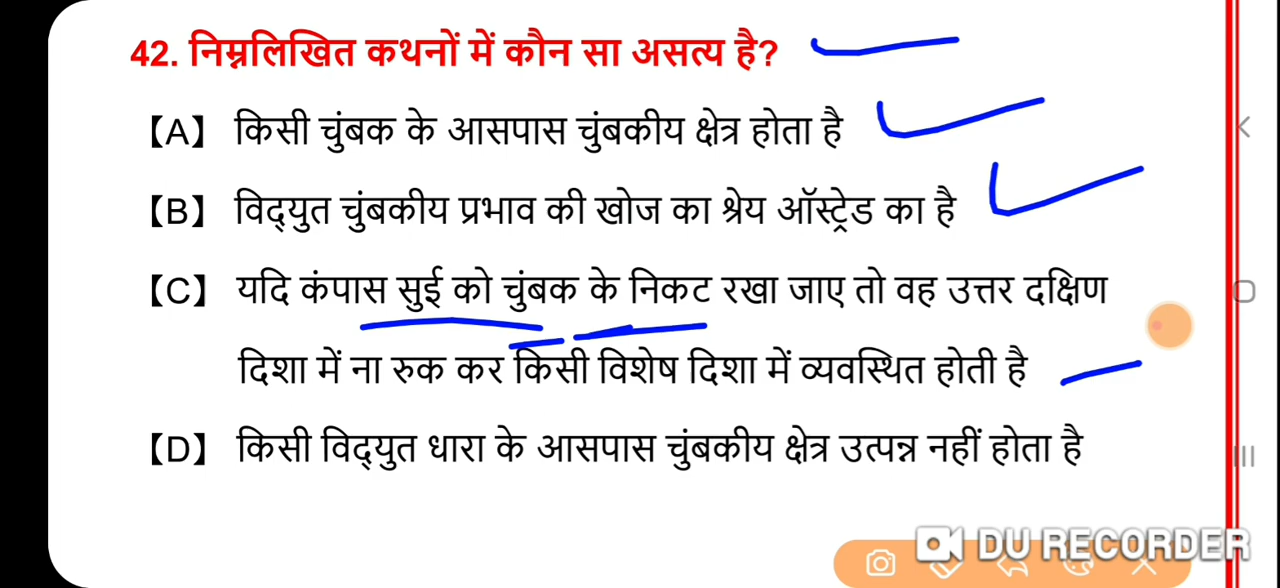 42. निम्नलिखित कथनों में कौन सा असत्य है?
【A】 किसी चुंबक के आसपास चुंबकीय क्षेत्र होता है
【B】 विद्युत चुंबकीय प्रभाव की खोज का श्रेय ऑस्ट्रेड का है
【C】 यदि कंपास सुई को चुंबक के निकट रखा जाए तो वह उत्तर दक्षिण
दिशा में ना रुक कर किसी विशेष दिशा में व्यवस्थित होती है
【D】 किसी विद्युत धारा के आसपास चुंबकीय क्षेत्र उत्पन्न नहीं होता है
DU RECORDER